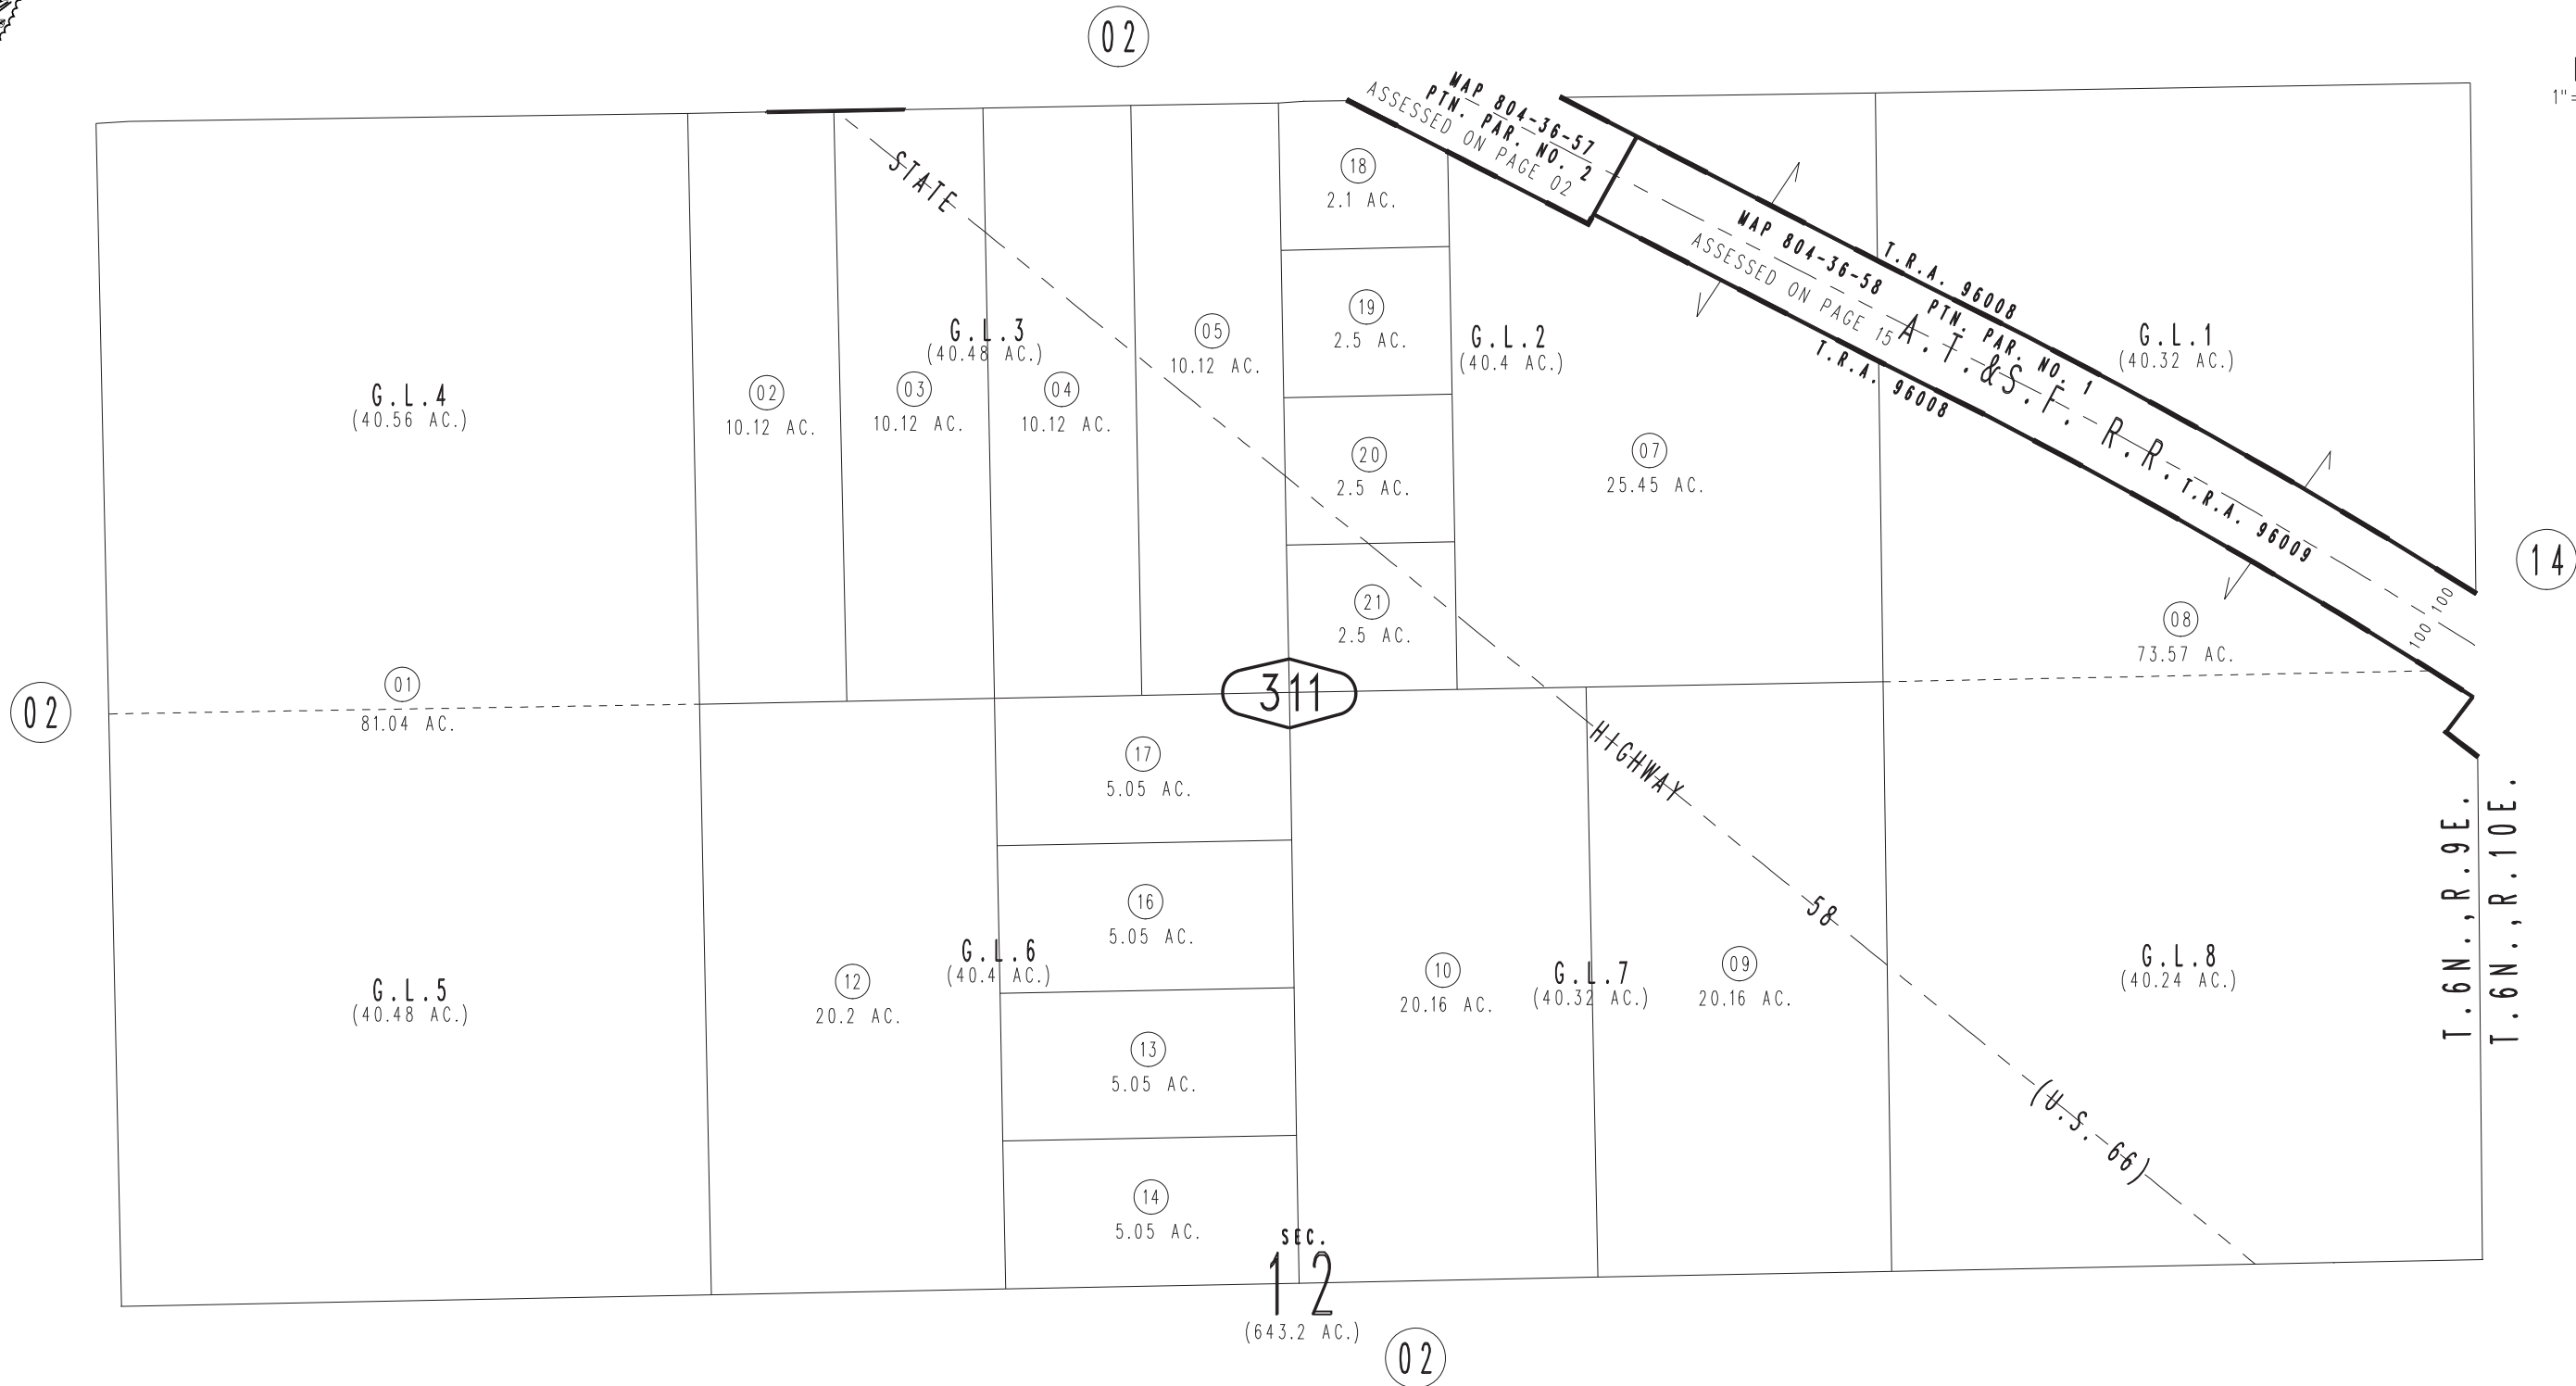 02
1"=
MAP 804-36-57
PTN. PAR. NO. 2
ASSESSED ON PAGE 02
18
2.1 AC.
STATE
MAP 804-36-58
PTN. PAR. NO. 1
ASSESSED ON PAGE 15
T.R.A. 96008
T.R.A. 96008
A.T.&S.F. R.R.
T.R.A. 96009
100
100
19
2.5 AC.
G.L.4
(40.56 AC.)
02
10.12 AC.
G.L.3
(40.48 AC.)
03
10.12 AC.
04
10.12 AC.
05
10.12 AC.
G.L.2
(40.4 AC.)
G.L.1
(40.32 AC.)
20
2.5 AC.
07
25.45 AC.
14
21
2.5 AC.
08
73.57 AC.
02
01
81.04 AC.
311
17
5.05 AC.
HIGHWAY
58
(U.S. 66)
T.6N.,R.9E.
T.6N.,R.10E.
16
5.05 AC.
G.L.5
(40.48 AC.)
12
20.2 AC.
G.L.6
(40.4 AC.)
10
20.16 AC.
G.L.7
(40.32 AC.)
09
20.16 AC.
G.L.8
(40.24 AC.)
13
5.05 AC.
14
5.05 AC.
SEC.
12
(643.2 AC.)
02